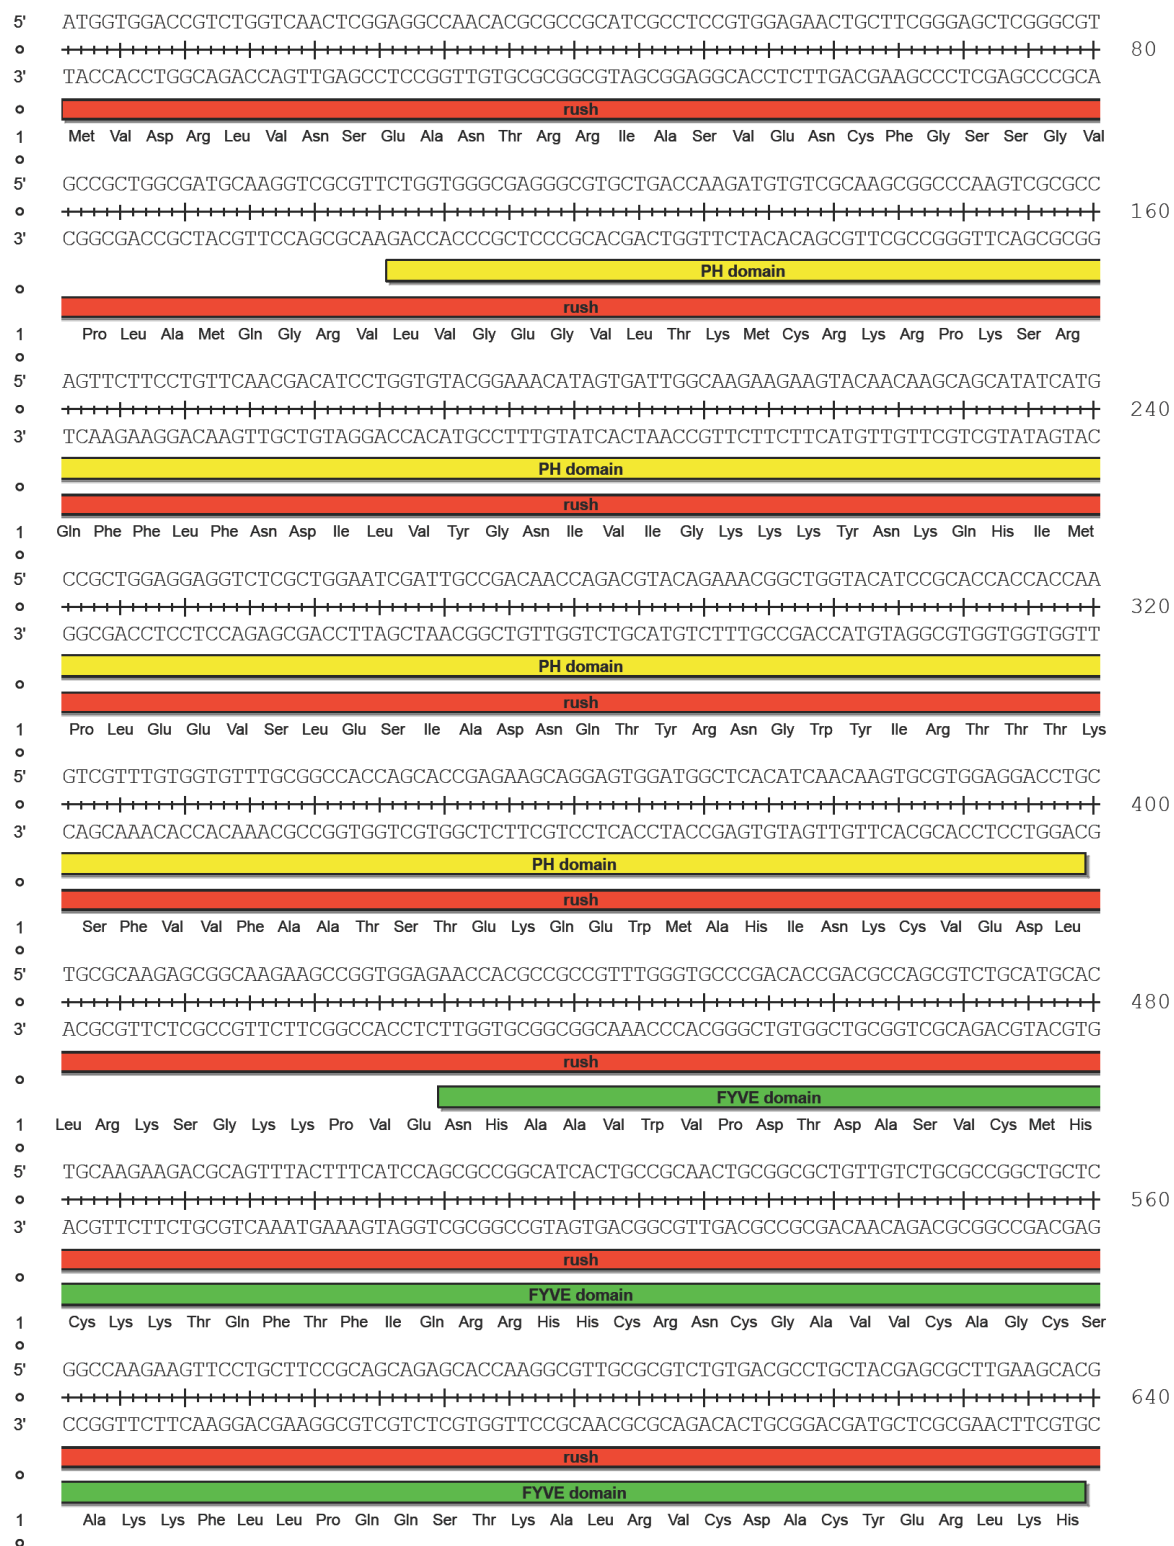 5' ATGGTGGACCGTCTGGTCAACTCGGAGGCCAACACGCGCCGCATCGCCTCCGTGGAGAACTGCTTCGGGAGCTCGGGCGT
80
3' TACCACCTGGCAGACCAGTTGAGCCTCCGGTTGTGCGCGGCGTAGCGGAGGCACCTCTTGACGAAGCCCTCGAGCCCGCA
rush
1 Met Val Asp Arg Leu Val Asn Ser Glu Ala Asn Thr Arg Arg Ile Ala Ser Val Glu Asn Cys Phe Gly Ser Ser Gly Val
5' GCCGCTGGCGATGCAAGGTCGCGTTCTGGTGGGCGAGGGCGTGCTGACCAAGATGTGTCGCAAGCGGCCCAAGTCGCGCC
160
3' CGGCGACCGCTACGTTCCAGCGCAAGACCACCCGCTCCCGCACGACTGGTTCTACACAGCGTTCGCCGGGTTCAGCGCGG
PH domain
rush
1 Pro Leu Ala Met Gln Gly Arg Val Leu Val Gly Glu Gly Val Leu Thr Lys Met Cys Arg Lys Arg Pro Lys Ser Arg
5' AGTTCTTCCTGTTCAACGACATCCTGGTGTACGGAAACATAGTGATTGGCAAGAAGAAGTACAACAAGCAGCATATCATG
240
3' TCAAGAAGGACAAGTTGCTGTAGGACCACATGCCTTTGTATCACTAACCGTTCTTCTTCATGTTGTTCGTCGTATAGTAC
PH domain
rush
1 Gln Phe Phe Leu Phe Asn Asp Ile Leu Val Tyr Gly Asn Ile Val Ile Gly Lys Lys Lys Tyr Asn Lys Gln His Ile Met
5' CCGCTGGAGGAGGTCTCGCTGGAATCGATTGCCGACAACCAGACGTACAGAAACGGCTGGTACATCCGCACCACCACCAA
320
3' GGCGACCTCCTCCAGAGCGACCTTAGCTAACGGCTGTTGGTCTGCATGTCTTTGCCGACCATGTAGGCGTGGTGGTGGTT
PH domain
rush
1 Pro Leu Glu Glu Val Ser Leu Glu Ser Ile Ala Asp Asn Gln Thr Tyr Arg Asn Gly Trp Tyr Ile Arg Thr Thr Thr Lys
5' GTCGTTTGTGGTGTTTGCGGCCACCAGCACCGAGAAGCAGGAGTGGATGGCTCACATCAACAAGTGCGTGGAGGACCTGC
400
3' CAGCAAACACCACAAACGCCGGTGGTCGTGGCTCTTCGTCCTCACCTACCGAGTGTAGTTGTTCACGCACCTCCTGGACG
PH domain
rush
1 Ser Phe Val Val Phe Ala Ala Thr Ser Thr Glu Lys Gln Glu Trp Met Ala His Ile Asn Lys Cys Val Glu Asp Leu
5' TGCGCAAGAGCGGCAAGAAGCCGGTGGAGAACCACGCCGCCGTTTGGGTGCCCGACACCGACGCCAGCGTCTGCATGCAC
480
3' ACGCGTTCTCGCCGTTCTTCGGCCACCTCTTGGTGCGGCGGCAAACCCACGGGCTGTGGCTGCGGTCGCAGACGTACGTG
rush
FYVE domain
1 Leu Arg Lys Ser Gly Lys Lys Pro Val Glu Asn His Ala Ala Val Trp Val Pro Asp Thr Asp Ala Ser Val Cys Met His
5' TGCAAGAAGACGCAGTTTACTTTCATCCAGCGCCGGCATCACTGCCGCAACTGCGGCGCTGTTGTCTGCGCCGGCTGCTC
560
3' ACGTTCTTCTGCGTCAAATGAAAGTAGGTCGCGGCCGTAGTGACGGCGTTGACGCCGCGACAACAGACGCGGCCGACGAG
rush
FYVE domain
1 Cys Lys Lys Thr Gln Phe Thr Phe Ile Gln Arg Arg His His Cys Arg Asn Cys Gly Ala Val Val Cys Ala Gly Cys Ser
5' GGCCAAGAAGTTCCTGCTTCCGCAGCAGAGCACCAAGGCGTTGCGCGTCTGTGACGCCTGCTACGAGCGCTTGAAGCACG
640
3' CCGGTTCTTCAAGGACGAAGGCGTCGTCTCGTGGTTCCGCAACGCGCAGACACTGCGGACGATGCTCGCGAACTTCGTGC
rush
FYVE domain
1 Ala Lys Lys Phe Leu Leu Pro Gln Gln Ser Thr Lys Ala Leu Arg Val Cys Asp Ala Cys Tyr Glu Arg Leu Lys His